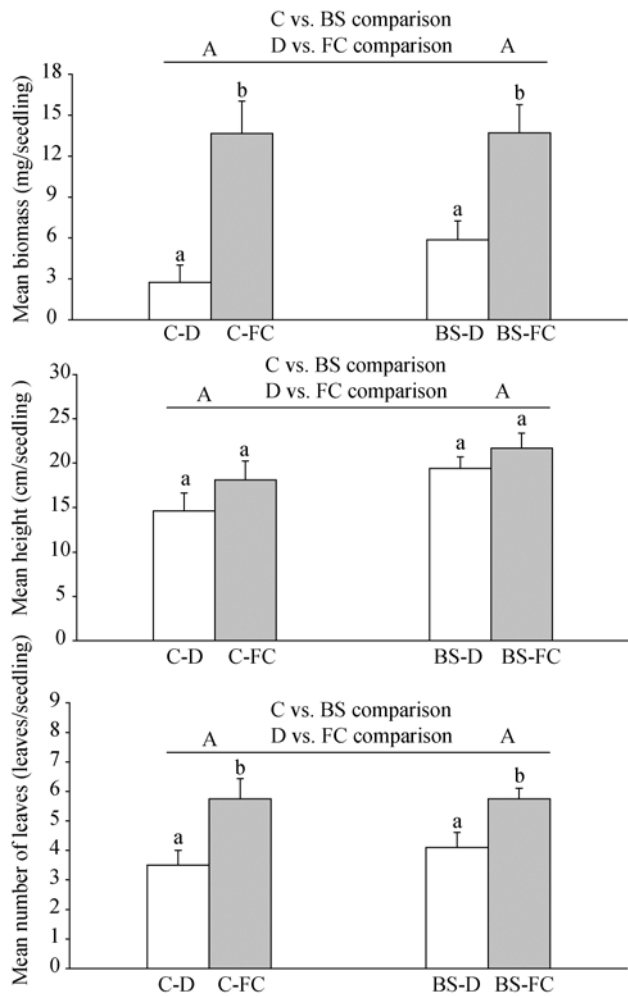 C vs. BS comparison
D vs. FC comparison
A
A
Mean biomass (mg/seedling)
18
15
12
9
6
3
0
a
b
a
b
C-D
C-FC
BS-D
BS-FC
C vs. BS comparison
D vs. FC comparison
A
A
Mean height (cm/seedling )
30
25
20
15
10
5
0
a
a
a
a
C-D
C-FC
BS-D
BS-FC
C vs. BS comparison
D vs. FC comparison
A
A
Mean number of leaves (leaves/seedling)
9
8
7
6
5
4
3
2
1
0
a
b
a
b
C-D
C-FC
BS-D
BS-FC